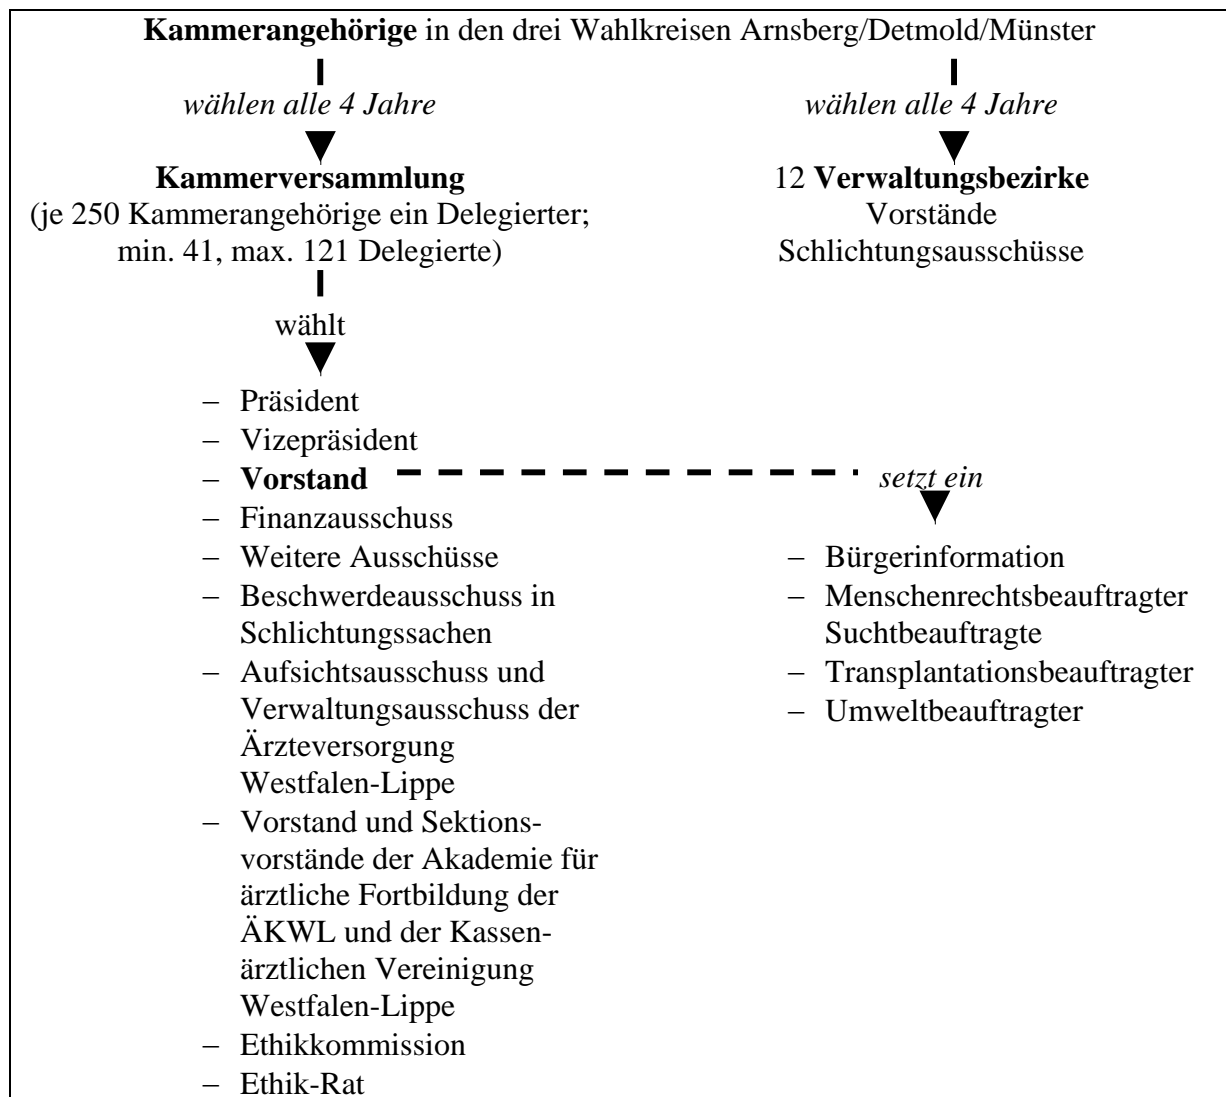 Kammerangehörige in den drei Wahlkreisen Arnsberg/Detmold/Münster
wählen alle 4 Jahre
Kammerversammlung
(je 250 Kammerangehörige ein Delegierter;
min. 41, max. 121 Delegierte)
wählt
– Präsident
– Vizepräsident
– Vorstand
– Finanzausschuss
– Weitere Ausschüsse
– Beschwerdeausschuss in
Schlichtungssachen
– Aufsichtsausschuss und
Verwaltungsausschuss der
Ärzteversorgung
Westfalen-Lippe
– Vorstand und Sektions-
vorstände der Akademie für
ärztliche Fortbildung der
ÄKWL und der Kassen-
ärztlichen Vereinigung
Westfalen-Lippe
– Ethikkommission
– Ethik-Rat
wählen alle 4 Jahre
12 Verwaltungsbezirke
Vorstände
Schlichtungsausschüsse
setzt ein
– Bürgerinformation
– Menschenrechtsbeauftragter
Suchtbeauftragte
– Transplantationsbeauftragter
– Umweltbeauftragter